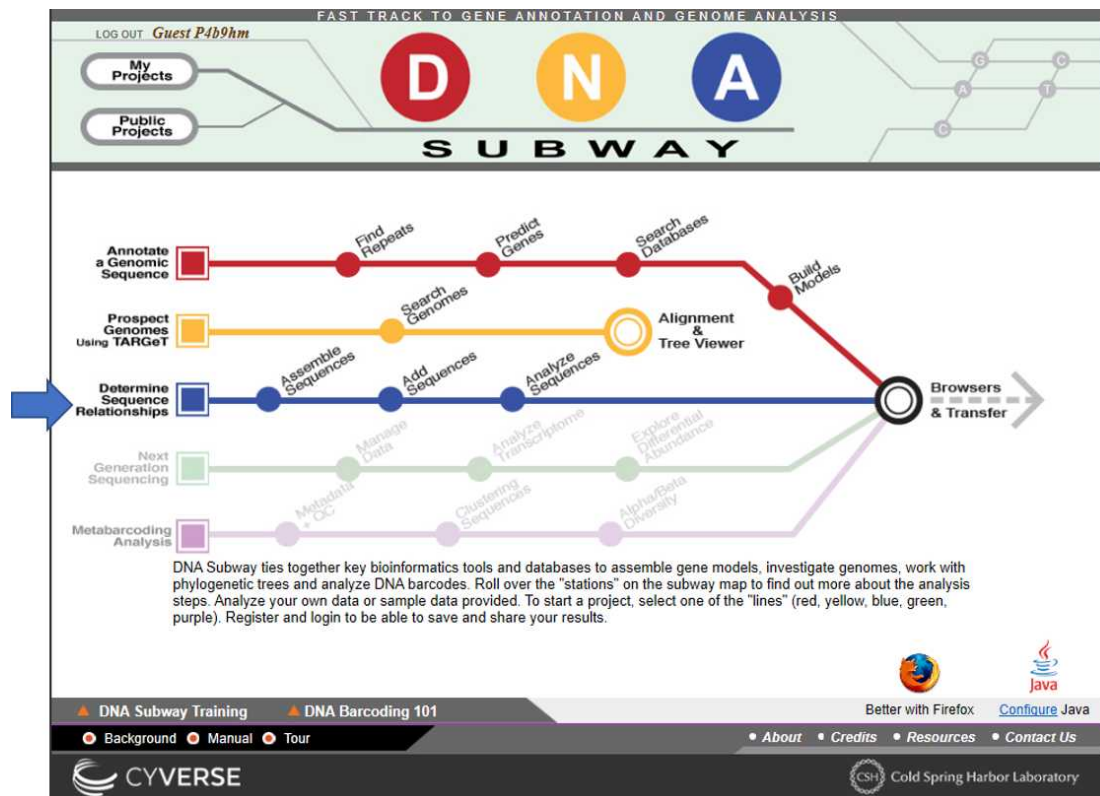 FAST TRACK TO GENE ANNOTATION AND GENOME ANALYSIS
LOG OUT Guest P4b9hm
My
Projects
Public
Projects
D N A
SUBWAY
G
C
A
T
C
Annotate
a Genomic
Sequence
Find
Repeats
Predict
Genes
Search
Databases
Build
Models
Prospect
Genomes
Using TARGeT
Search
Genomes
Alignment
&
Tree Viewer
Determine
Sequence
Relationships
Assemble
Sequences
Add
Sequences
Analyze
Sequences
Browsers
& Transfer
Next
Generation
Sequencing
Manage
Data
Analyze
Transcriptome
Explore
Differential
Abundance
Metabarcoding
Analysis
Metadata
+ QC
Clustering
Sequences
Alpha/Beta
Diversity
DNA Subway ties together key bioinformatics tools and databases to assemble gene models, investigate genomes, work with
phylogenetic trees and analyze DNA barcodes. Roll over the "stations" on the subway map to find out more about the analysis
steps. Analyze your own data or sample data provided. To start a project, select one of the "lines" (red, yellow, blue, green,
purple). Register and login to be able to save and share your results.
Java
Better with Firefox
Configure Java
DNA Subway Training
DNA Barcoding 101
Background
Manual
Tour
• About • Credits • Resources • Contact Us
CYVERSE
CSH Cold Spring Harbor Laboratory